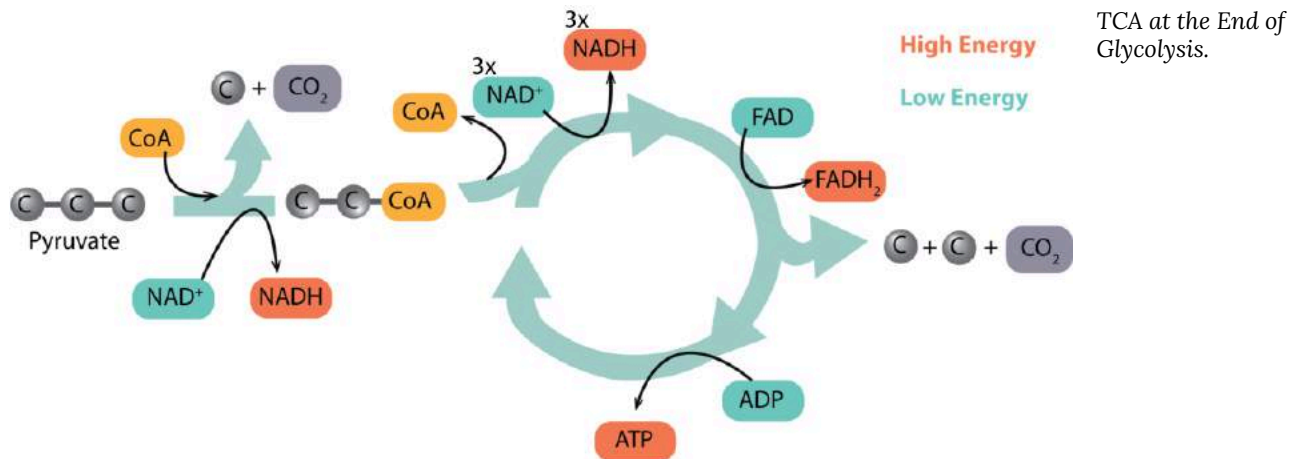 TCA at the End of
Glycolysis.
High Energy
Low Energy
3x
NADH
3x
NAD⁺
CoA
FAD
FADH₂
C + CO₂
CoA
C C C
Pyruvate
C C CoA
NAD⁺
NADH
C + C + CO₂
ADP
ATP